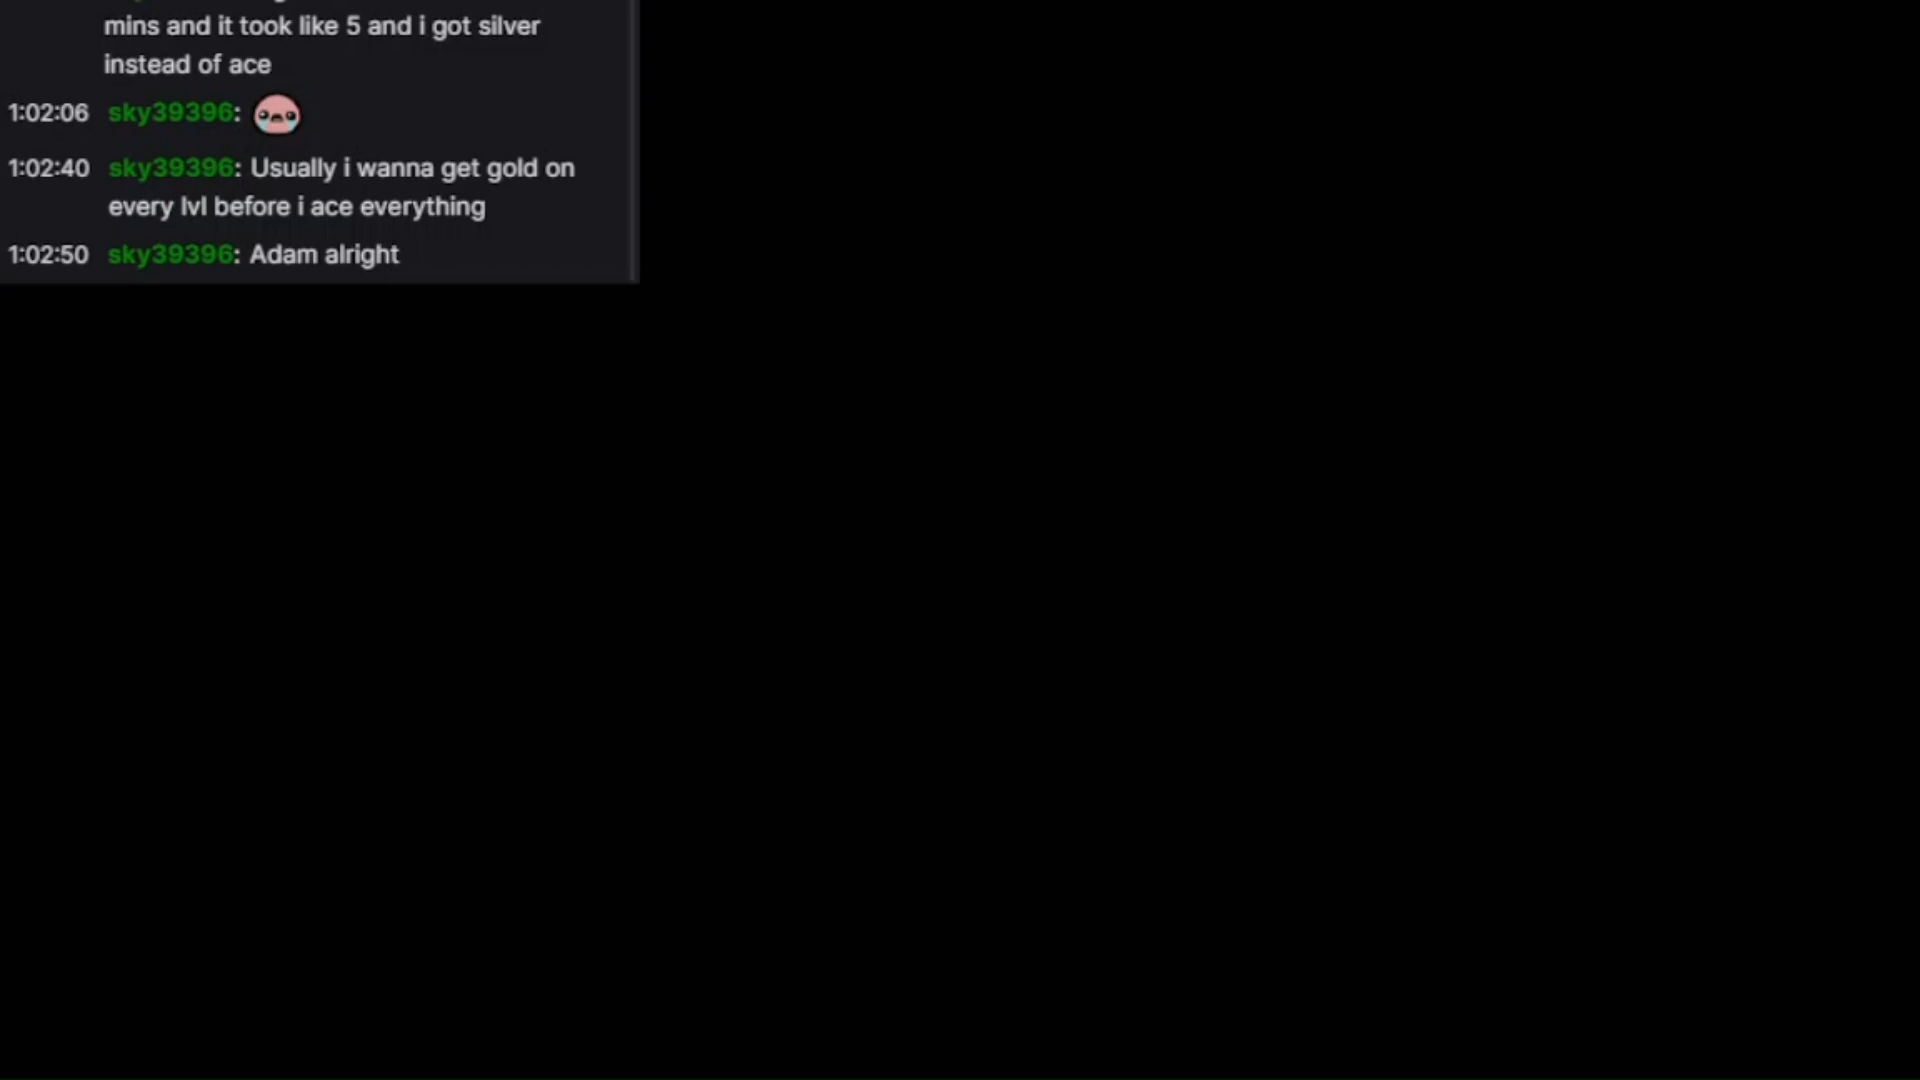 mins and it took like 5 and i got silver
instead of ace
1:02:06 sky39396:
1:02:40 sky39396: Usually i wanna get gold on
every lvl before i ace everything
1:02:50 sky39396: Adam alright